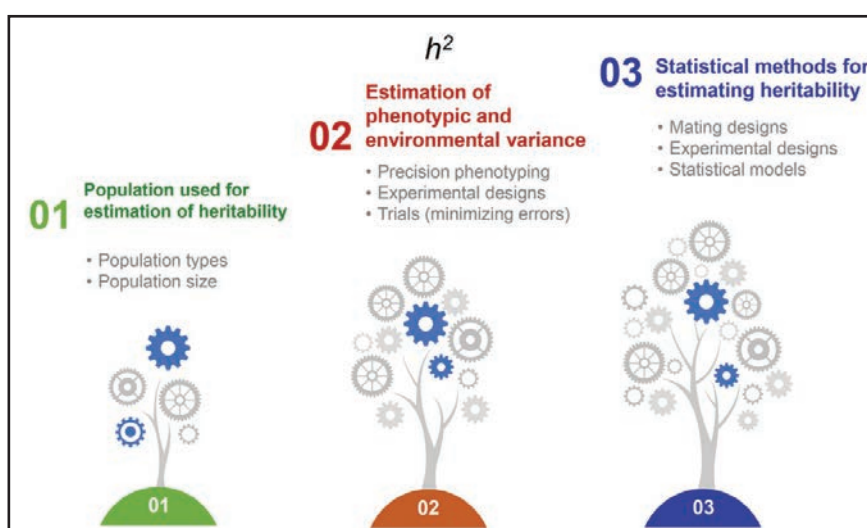 h²
01
Population used for
estimation of heritability
• Population types
• Population size
02
Estimation of
phenotypic and
environmental variance
• Precision phenotyping
• Experimental designs
• Trials (minimizing errors)
03
Statistical methods for
estimating heritability
• Mating designs
• Experimental designs
• Statistical models
01
02
03